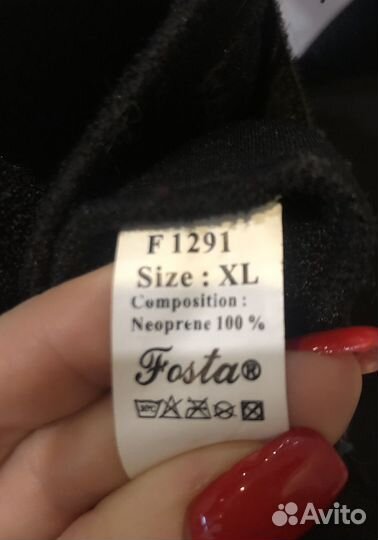 F 1291
Size : XL
Composition :
Neoprene 100 %
Fosta®
Avito